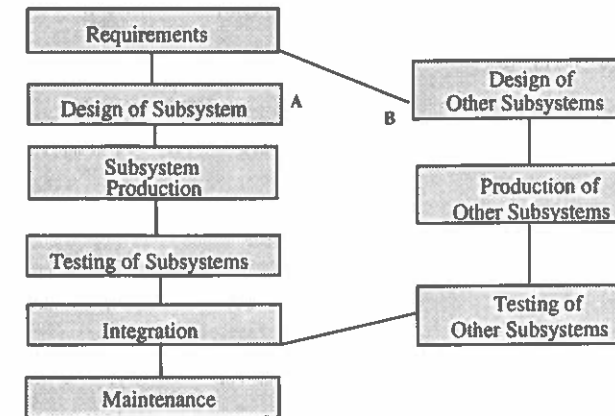 Requirements
Design of Subsystem
A
Subsystem
Production
Testing of Subsystems
Integration
Maintenance
B
Design of
Other Subsystems
Production of
Other Subsystems
Testing of
Other Subsystems